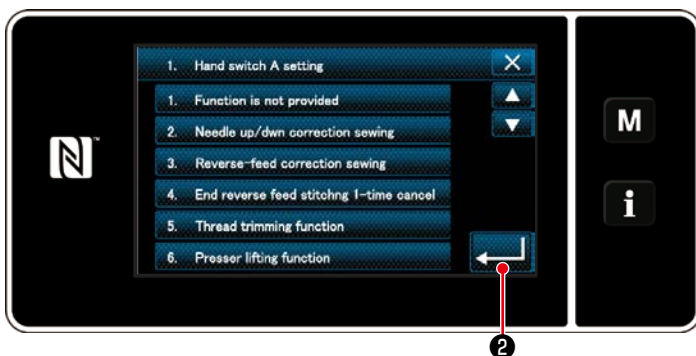 1. Hand switch A setting
1. Function is not provided
2. Needle up/dwn correction sewing
3. Reverse-feed correction sewing
4. End reverse feed stitchng 1-time cancel
5. Thread trimming function
6. Presser lifting function
M
i
❷